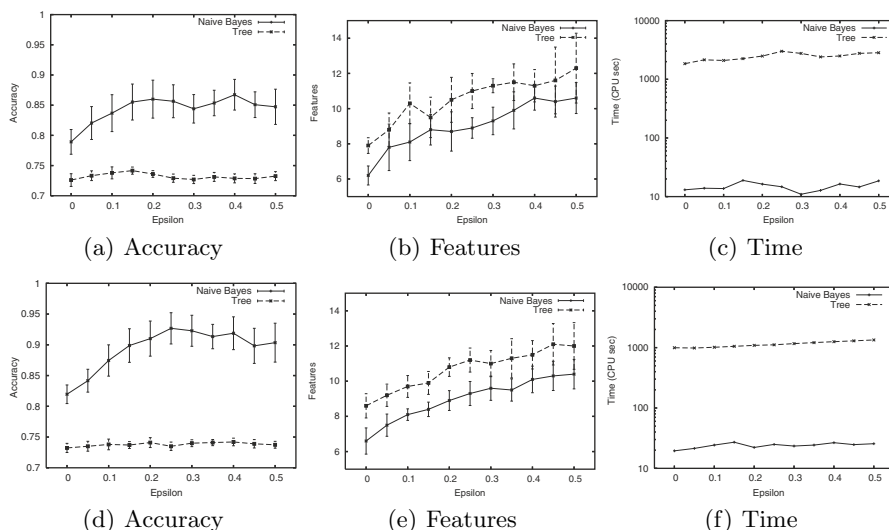 1
0.95
0.9
0.85
0.8
0.75
0.7
Accuracy
Naive Bayes
Tree
0 0.1 0.2 0.3 0.4 0.5
Epsilon
(a) Accuracy
14
12
10
8
6
Features
Naive Bayes
Tree
0 0.1 0.2 0.3 0.4 0.5
Epsilon
(b) Features
10000
1000
100
10
Time (CPU sec)
Naive Bayes
Tree
0 0.1 0.2 0.3 0.4 0.5
Epsilon
(c) Time
1
0.95
0.9
0.85
0.8
0.75
0.7
Accuracy
Naive Bayes
Tree
0 0.1 0.2 0.3 0.4 0.5
Epsilon
(d) Accuracy
14
12
10
8
6
Features
Naive Bayes
Tree
0 0.1 0.2 0.3 0.4 0.5
Epsilon
(e) Features
10000
1000
100
10
Time (CPU sec)
Naive Bayes
Tree
0 0.1 0.2 0.3 0.4 0.5
Epsilon
(f) Time